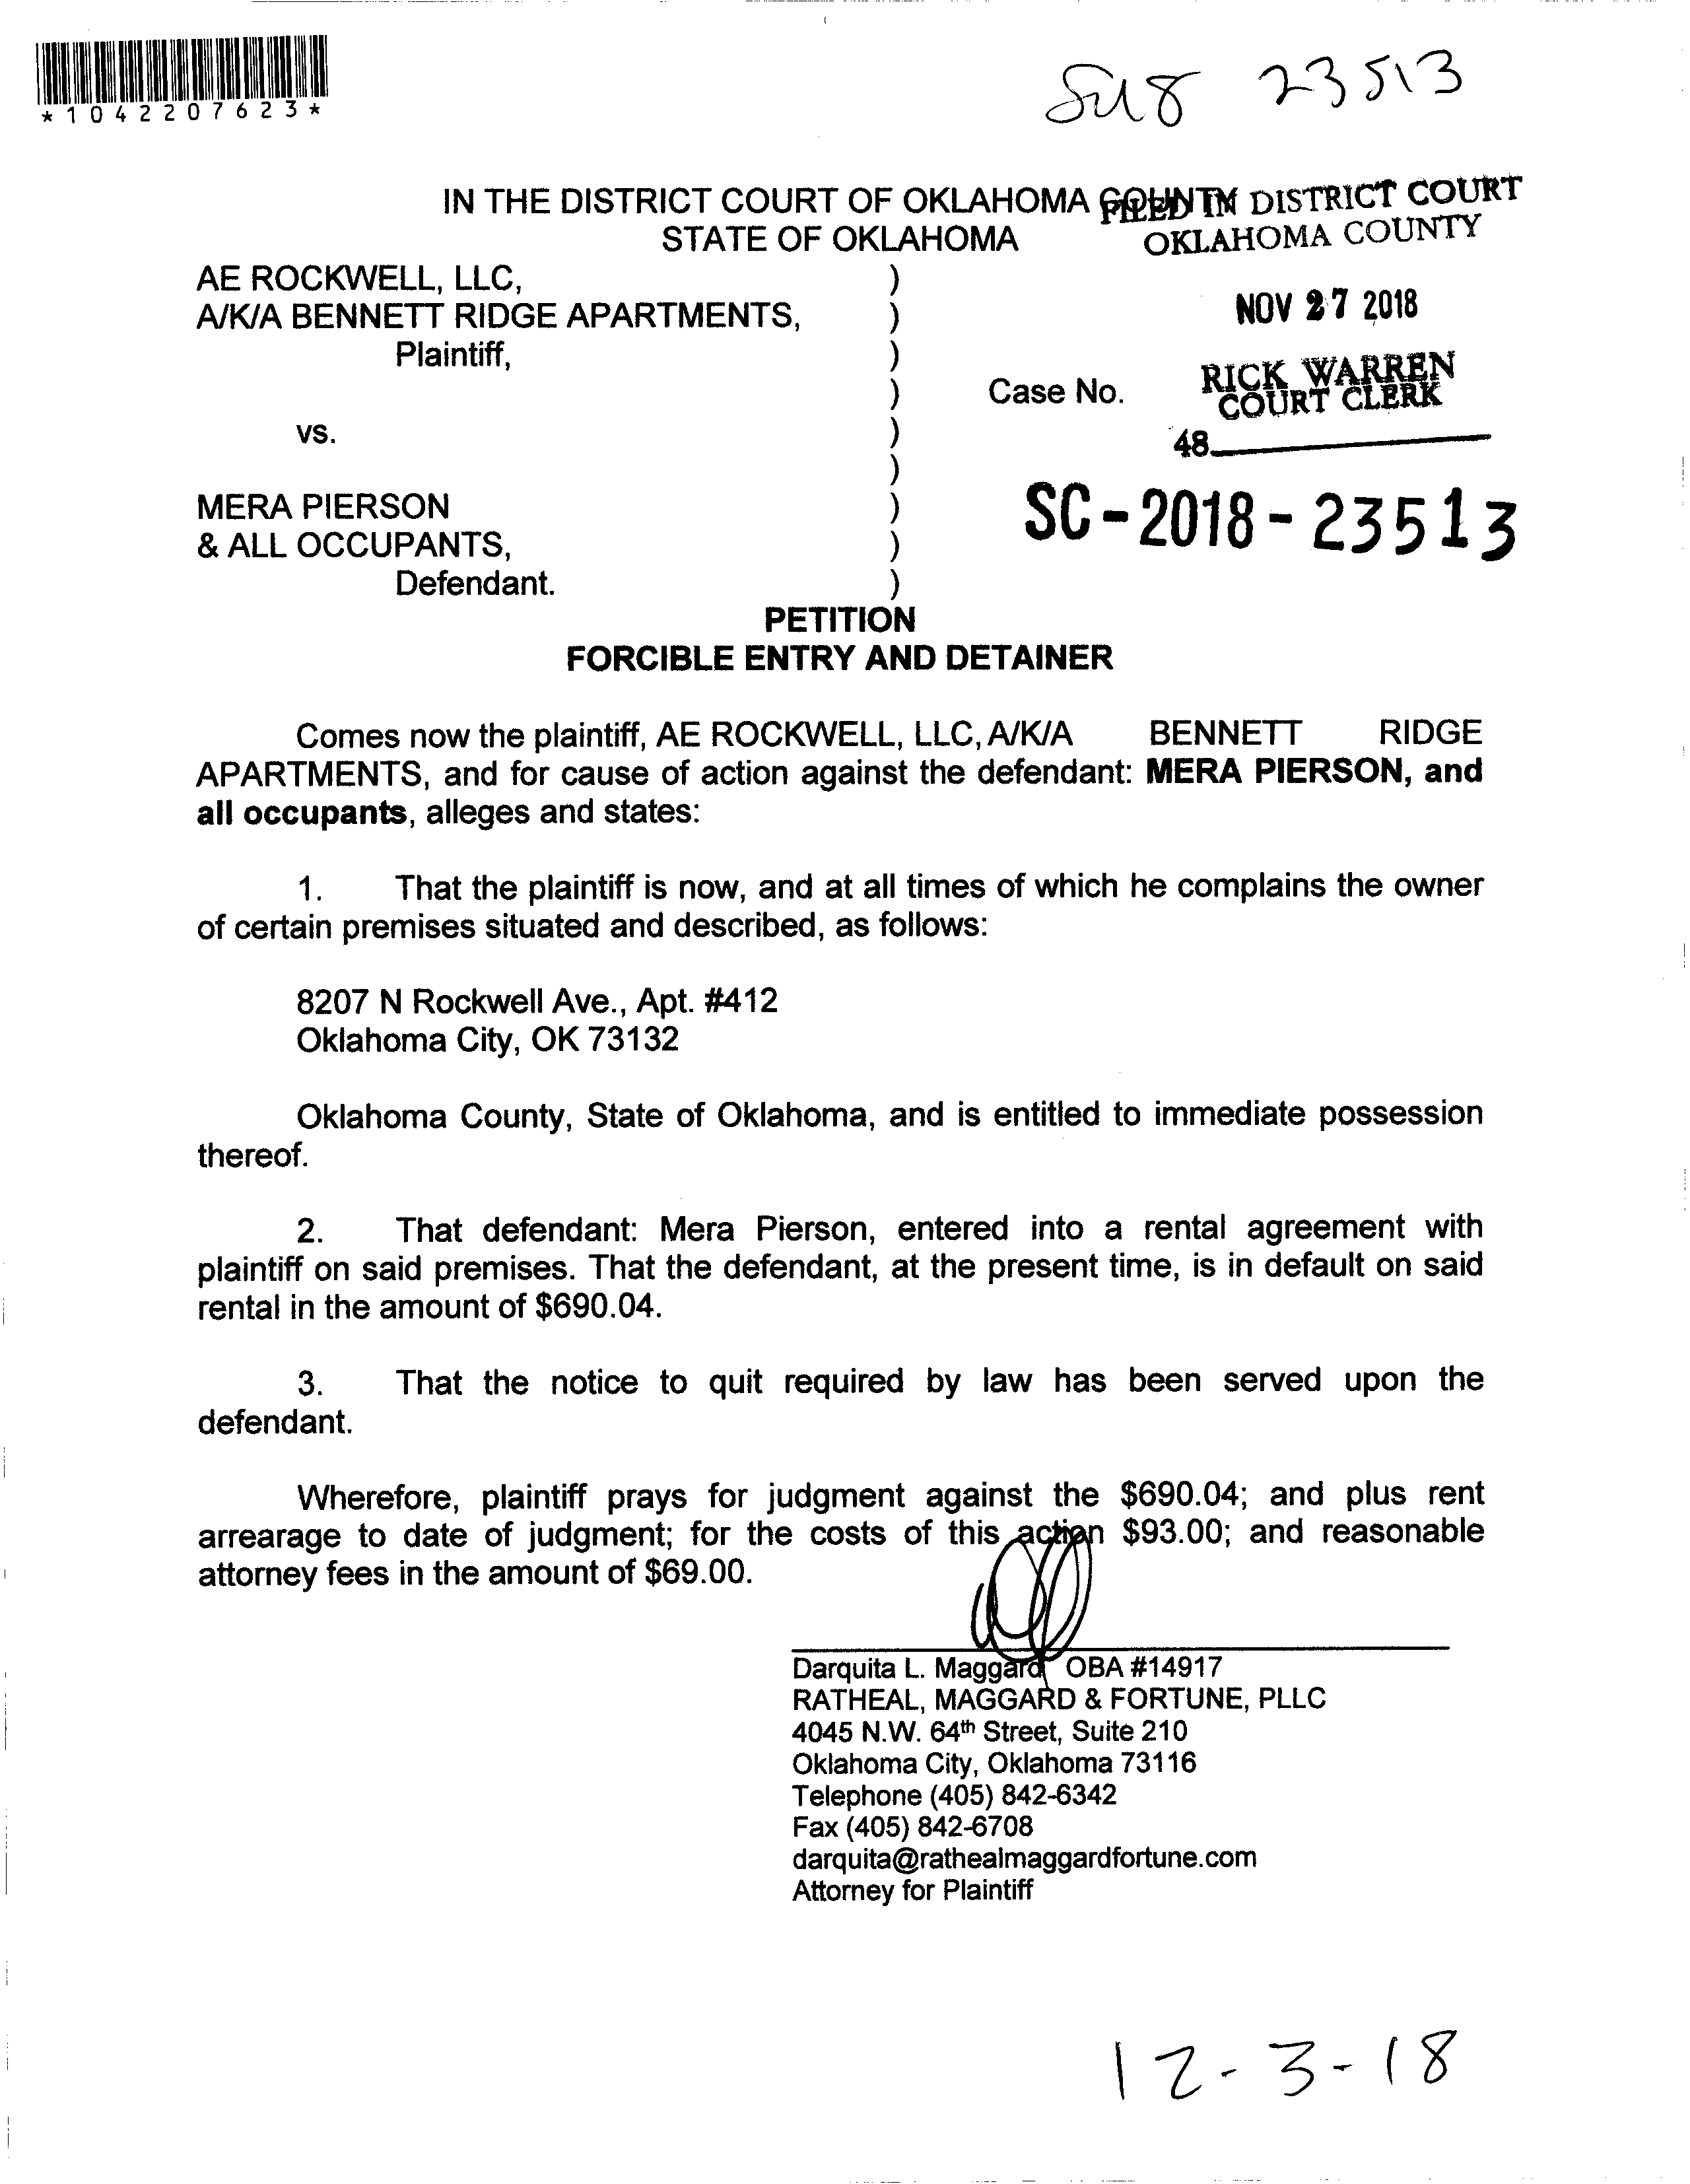 *1042207623*
23513
IN THE DISTRICT COURT OF OKLAHOMA COUNTY
STATE OF OKLAHOMA
FILED IN DISTRICT COURT
OKLAHOMA COUNTY
AE ROCKWELL, LLC, )
A/K/A BENNETT RIDGE APARTMENTS, )
NOV 27 2018
Plaintiff, )
) Case No.
RICK WARREN
COURT CLERK
vs. )
48
)
MERA PIERSON )
SC-2018-23513
& ALL OCCUPANTS, )
Defendant. )
PETITION
FORCIBLE ENTRY AND DETAINER
Comes now the plaintiff, AE ROCKWELL, LLC, A/K/A BENNETT RIDGE
APARTMENTS, and for cause of action against the defendant: MERA PIERSON, and
all occupants, alleges and states:
1. That the plaintiff is now, and at all times of which he complains the owner
of certain premises situated and described, as follows:
8207 N Rockwell Ave., Apt. #412
Oklahoma City, OK 73132
Oklahoma County, State of Oklahoma, and is entitled to immediate possession
thereof.
2. That defendant: Mera Pierson, entered into a rental agreement with
plaintiff on said premises. That the defendant, at the present time, is in default on said
rental in the amount of $690.04.
3. That the notice to quit required by law has been served upon the
defendant.
Wherefore, plaintiff prays for judgment against the $690.04; and plus rent
arrearage to date of judgment; for the costs of this action $93.00; and reasonable
attorney fees in the amount of $69.00.
Darquita L. Maggard OBA #14917
RATHEAL, MAGGARD & FORTUNE, PLLC
4045 N.W. 64th Street, Suite 210
Oklahoma City, Oklahoma 73116
Telephone (405) 842-6342
Fax (405) 842-6708
darquita@rathealmaggardfortune.com
Attorney for Plaintiff
12-3-18